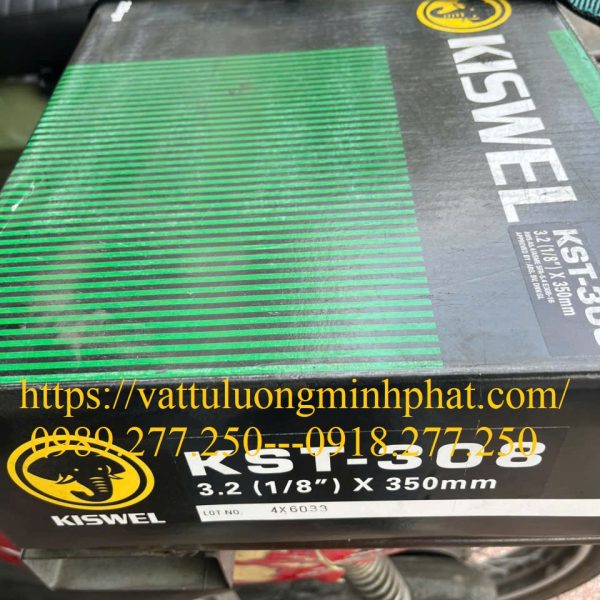 KISWEL
KST-308
3.2 (1/8") X 350mm
https://vattuluongminhphat.com/
0989.277.250---0918.277.250
KST-308
3.2 (1/8") X 350mm
KISWEL
LOT NO. 4X6033